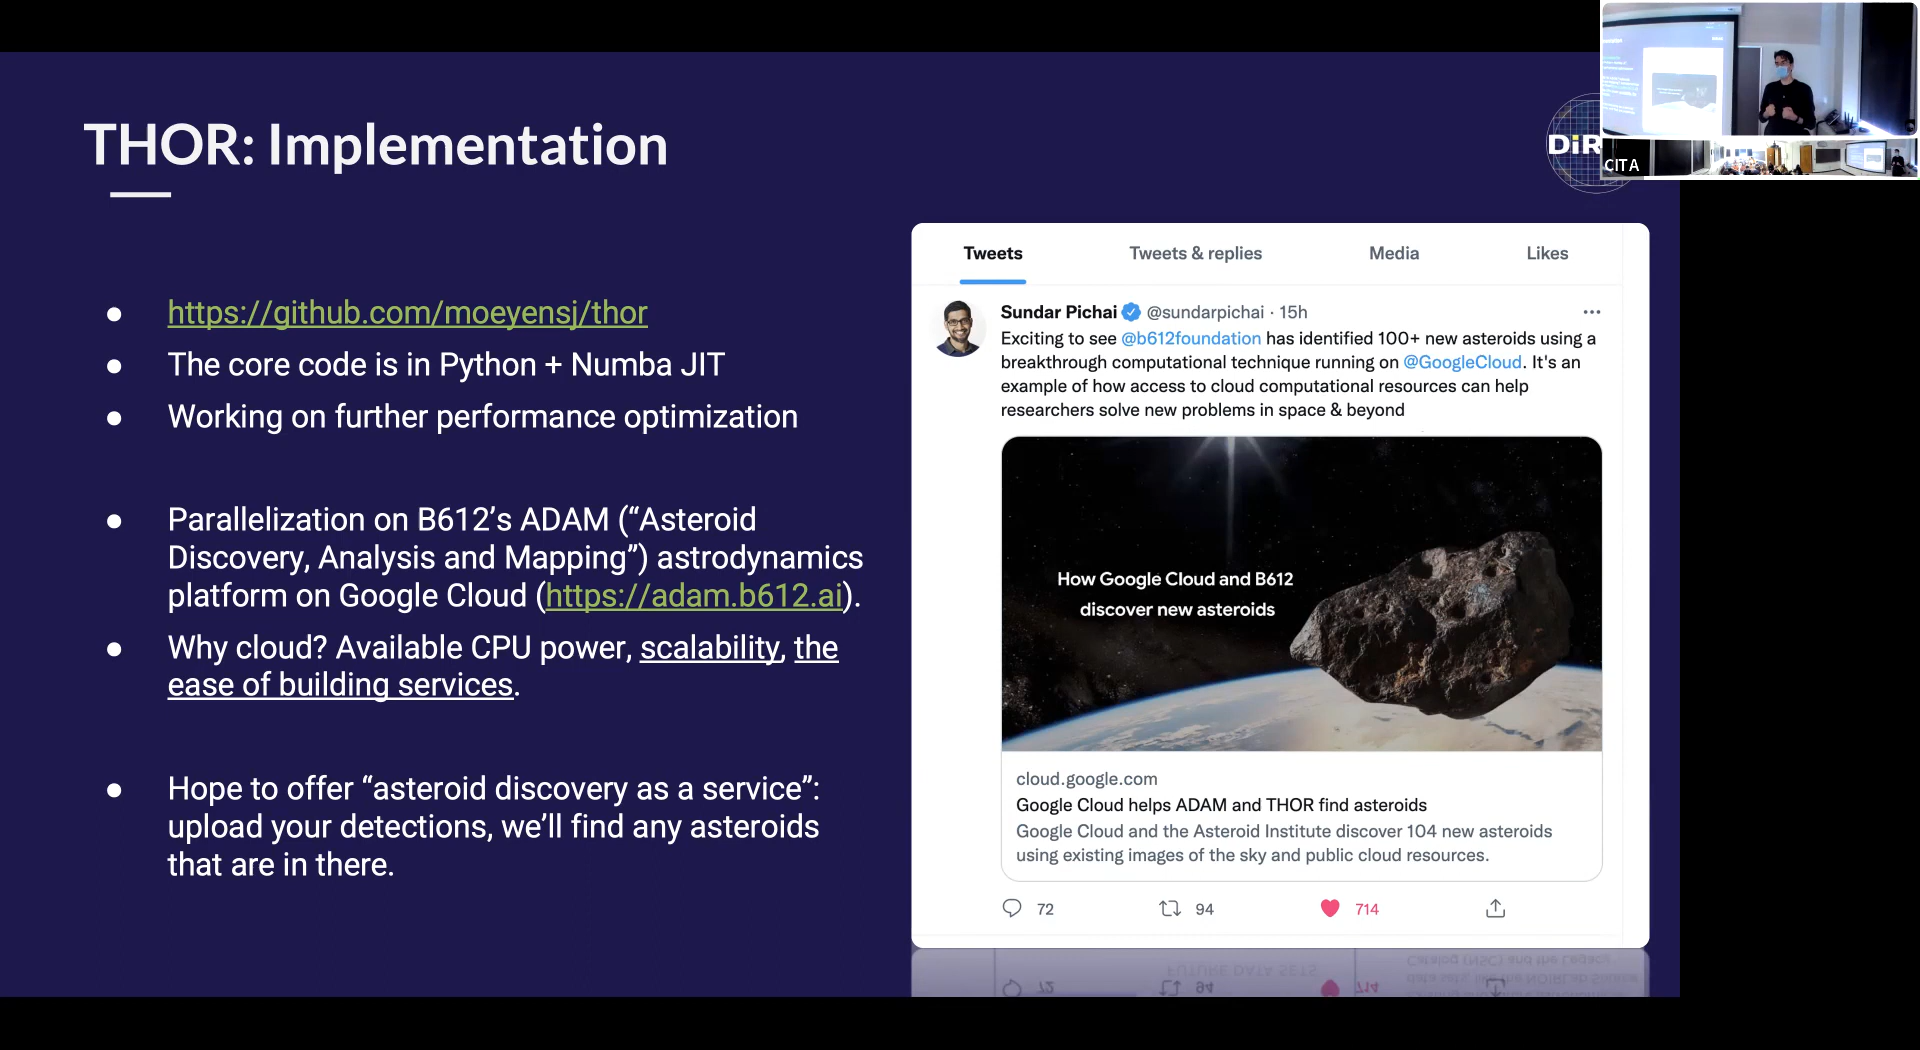 THOR: Implementation
DiR
CITA
● https://github.com/moeyensj/thor
● The core code is in Python + Numba JIT
● Working on further performance optimization
● Parallelization on B612’s ADAM (“Asteroid
Discovery, Analysis and Mapping”) astrodynamics
platform on Google Cloud (https://adam.b612.ai).
● Why cloud? Available CPU power, scalability, the
ease of building services.
● Hope to offer “asteroid discovery as a service”:
upload your detections, we’ll find any asteroids
that are in there.
Tweets Tweets & replies Media Likes
Sundar Pichai @sundarpichai · 15h
Exciting to see @b612foundation has identified 100+ new asteroids using a
breakthrough computational technique running on @GoogleCloud. It's an
example of how access to cloud computational resources can help
researchers solve new problems in space & beyond
How Google Cloud and B612
discover new asteroids
cloud.google.com
Google Cloud helps ADAM and THOR find asteroids
Google Cloud and the Asteroid Institute discover 104 new asteroids
using existing images of the sky and public cloud resources.
72 94 714